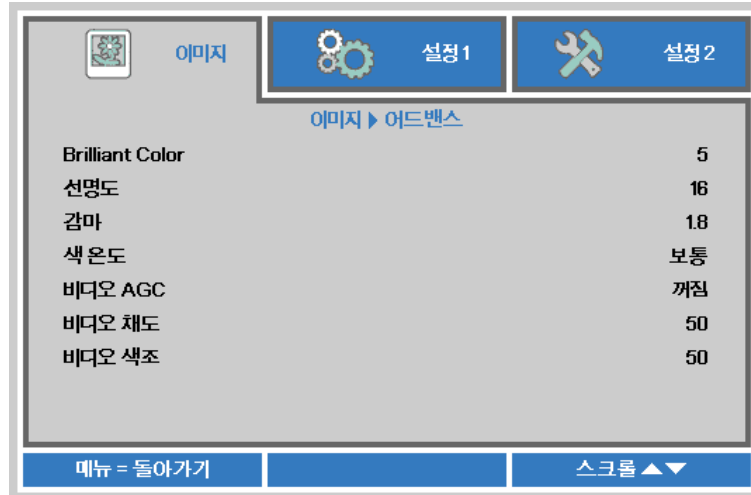 이미지 설정 1 설정 2
이미지 ▶ 어드밴스
Brilliant Color 5
선명도 16
감마 1.8
색 온도 보통
비디오 AGC 꺼짐
비디오 채도 50
비디오 색조 50
메뉴 = 돌아가기 스크롤 ▲▼